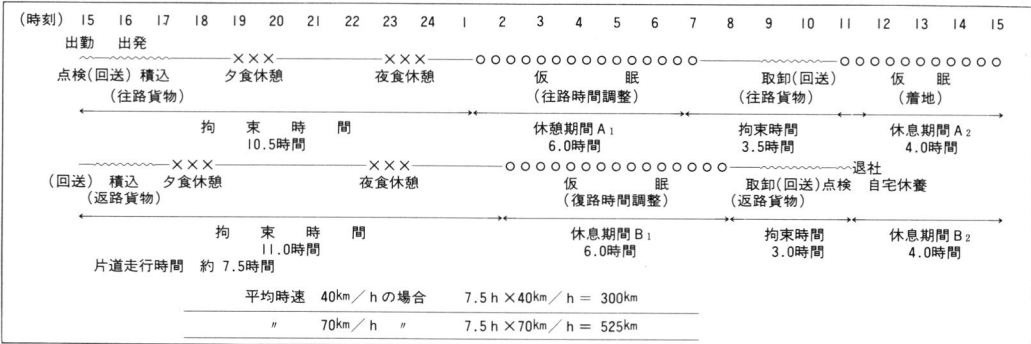 (時刻) 15 16 17 18 19 20 21 22 23 24 1 2 3 4 5 6 7 8 9 10 11 12 13 14 15
出勤 出発
×××  ×××  ○○○○○○○○○○○○○○○  ○○○○○○○○○○○
点検(回送) 積込 夕食休憩 夜食休憩 仮 眠 取卸(回送) 仮 眠
(往路貨物) (往路時間調整) (往路貨物) (着地)
拘 束 時 間 休憩期間A₁ 拘束時間 休息期間A₂
10.5時間 6.0時間 3.5時間 4.0時間
×××  ×××  ○○○○○○○○○○○○○○○  退社
(回送) 積込 夕食休憩 夜食休憩 仮 眠 取卸(回送)点検 自宅休養
(返路貨物) (復路時間調整) (返路貨物)
拘 束 時 間 休息期間B₁ 拘束時間 休息期間B₂
11.0時間 6.0時間 3.0時間 4.0時間
片道走行時間 約 7.5時間
平均時速 40km/hの場合 7.5h×40km/h= 300km
〃 70km/h 〃 7.5h×70km/h= 525km